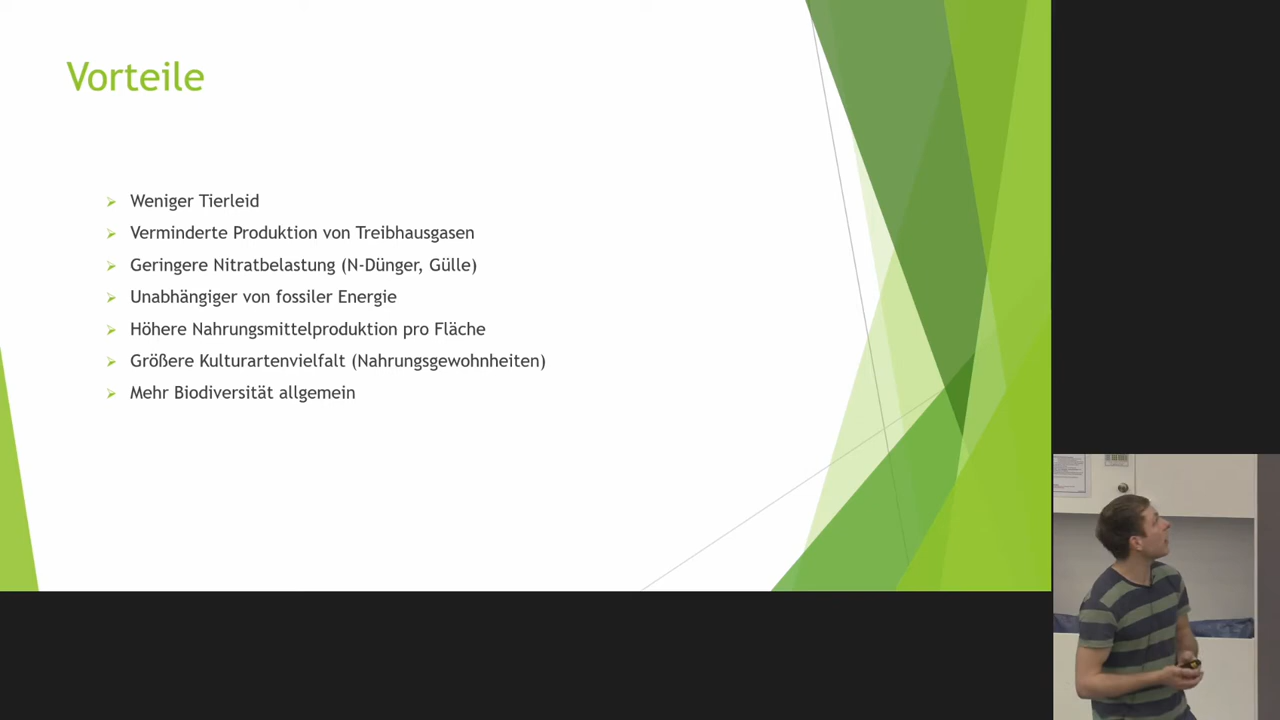 Vorteile
Weniger Tierleid
Verminderte Produktion von Treibhausgasen
Geringere Nitratbelastung (N-Dünger, Gülle)
Unabhängiger von fossiler Energie
Höhere Nahrungsmittelproduktion pro Fläche
Größere Kulturartenvielfalt (Nahrungsgewohnheiten)
Mehr Biodiversität allgemein